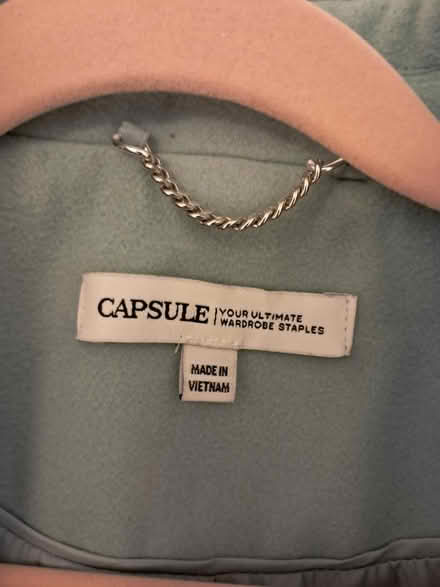 CAPSULE
YOUR ULTIMATE
WARDROBE STAPLES
MADE IN
VIETNAM